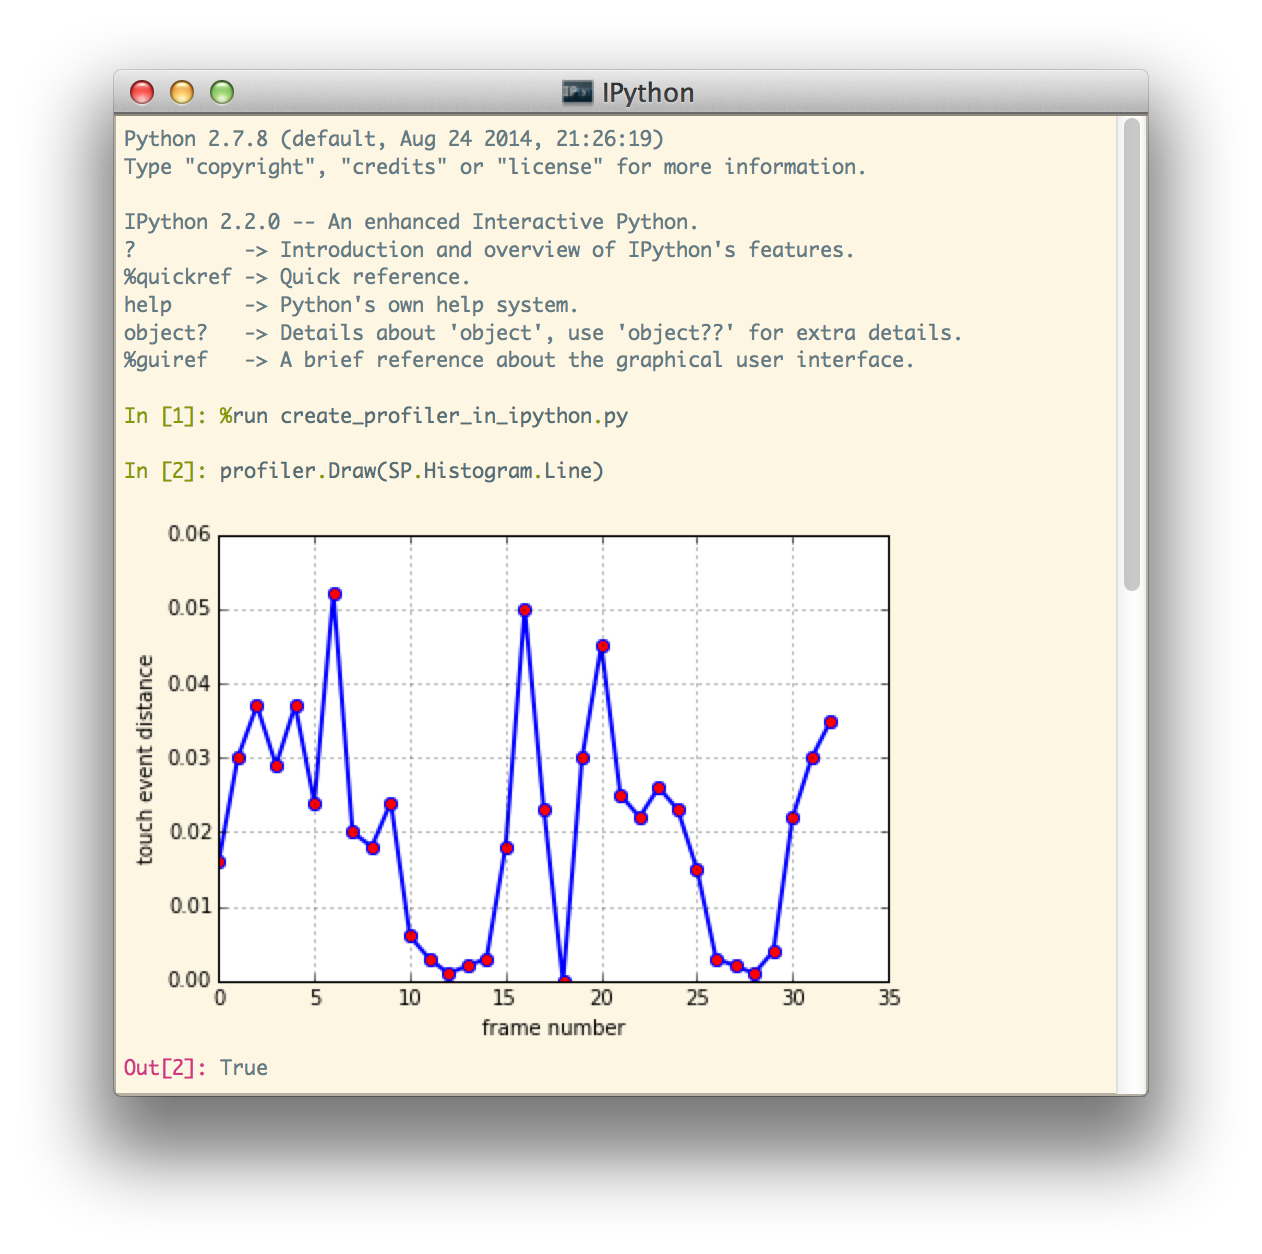 IPython
Python 2.7.8 (default, Aug 24 2014, 21:26:19)
Type "copyright", "credits" or "license" for more information.
IPython 2.2.0 -- An enhanced Interactive Python.
?         -> Introduction and overview of IPython's features.
%quickref -> Quick reference.
help      -> Python's own help system.
object?   -> Details about 'object', use 'object??' for extra details.
%guiref   -> A brief reference about the graphical user interface.
In [1]: %run create_profiler_in_ipython.py
In [2]: profiler.Draw(SP.Histogram.Line)
0.06
0.05
0.04
0.03
0.02
0.01
0.00
touch event distance
0 5 10 15 20 25 30 35
frame number
Out[2]: True